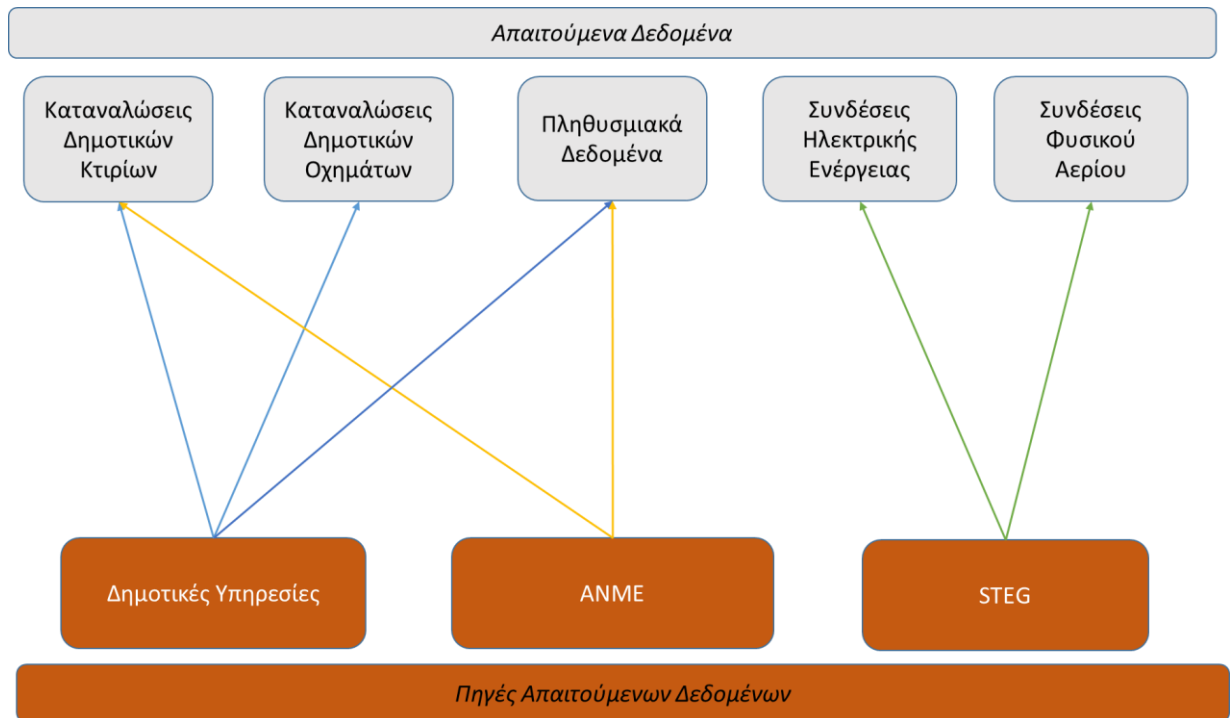 Απαιτούμενα Δεδομένα
Καταναλώσεις
Δημοτικών
Κτιρίων
Καταναλώσεις
Δημοτικών
Οχημάτων
Πληθυσμιακά
Δεδομένα
Συνδέσεις
Ηλεκτρικής
Ενέργειας
Συνδέσεις
Φυσικού
Αερίου
Δημοτικές Υπηρεσίες
ANME
STEG
Πηγές Απαιτούμενων Δεδομένων